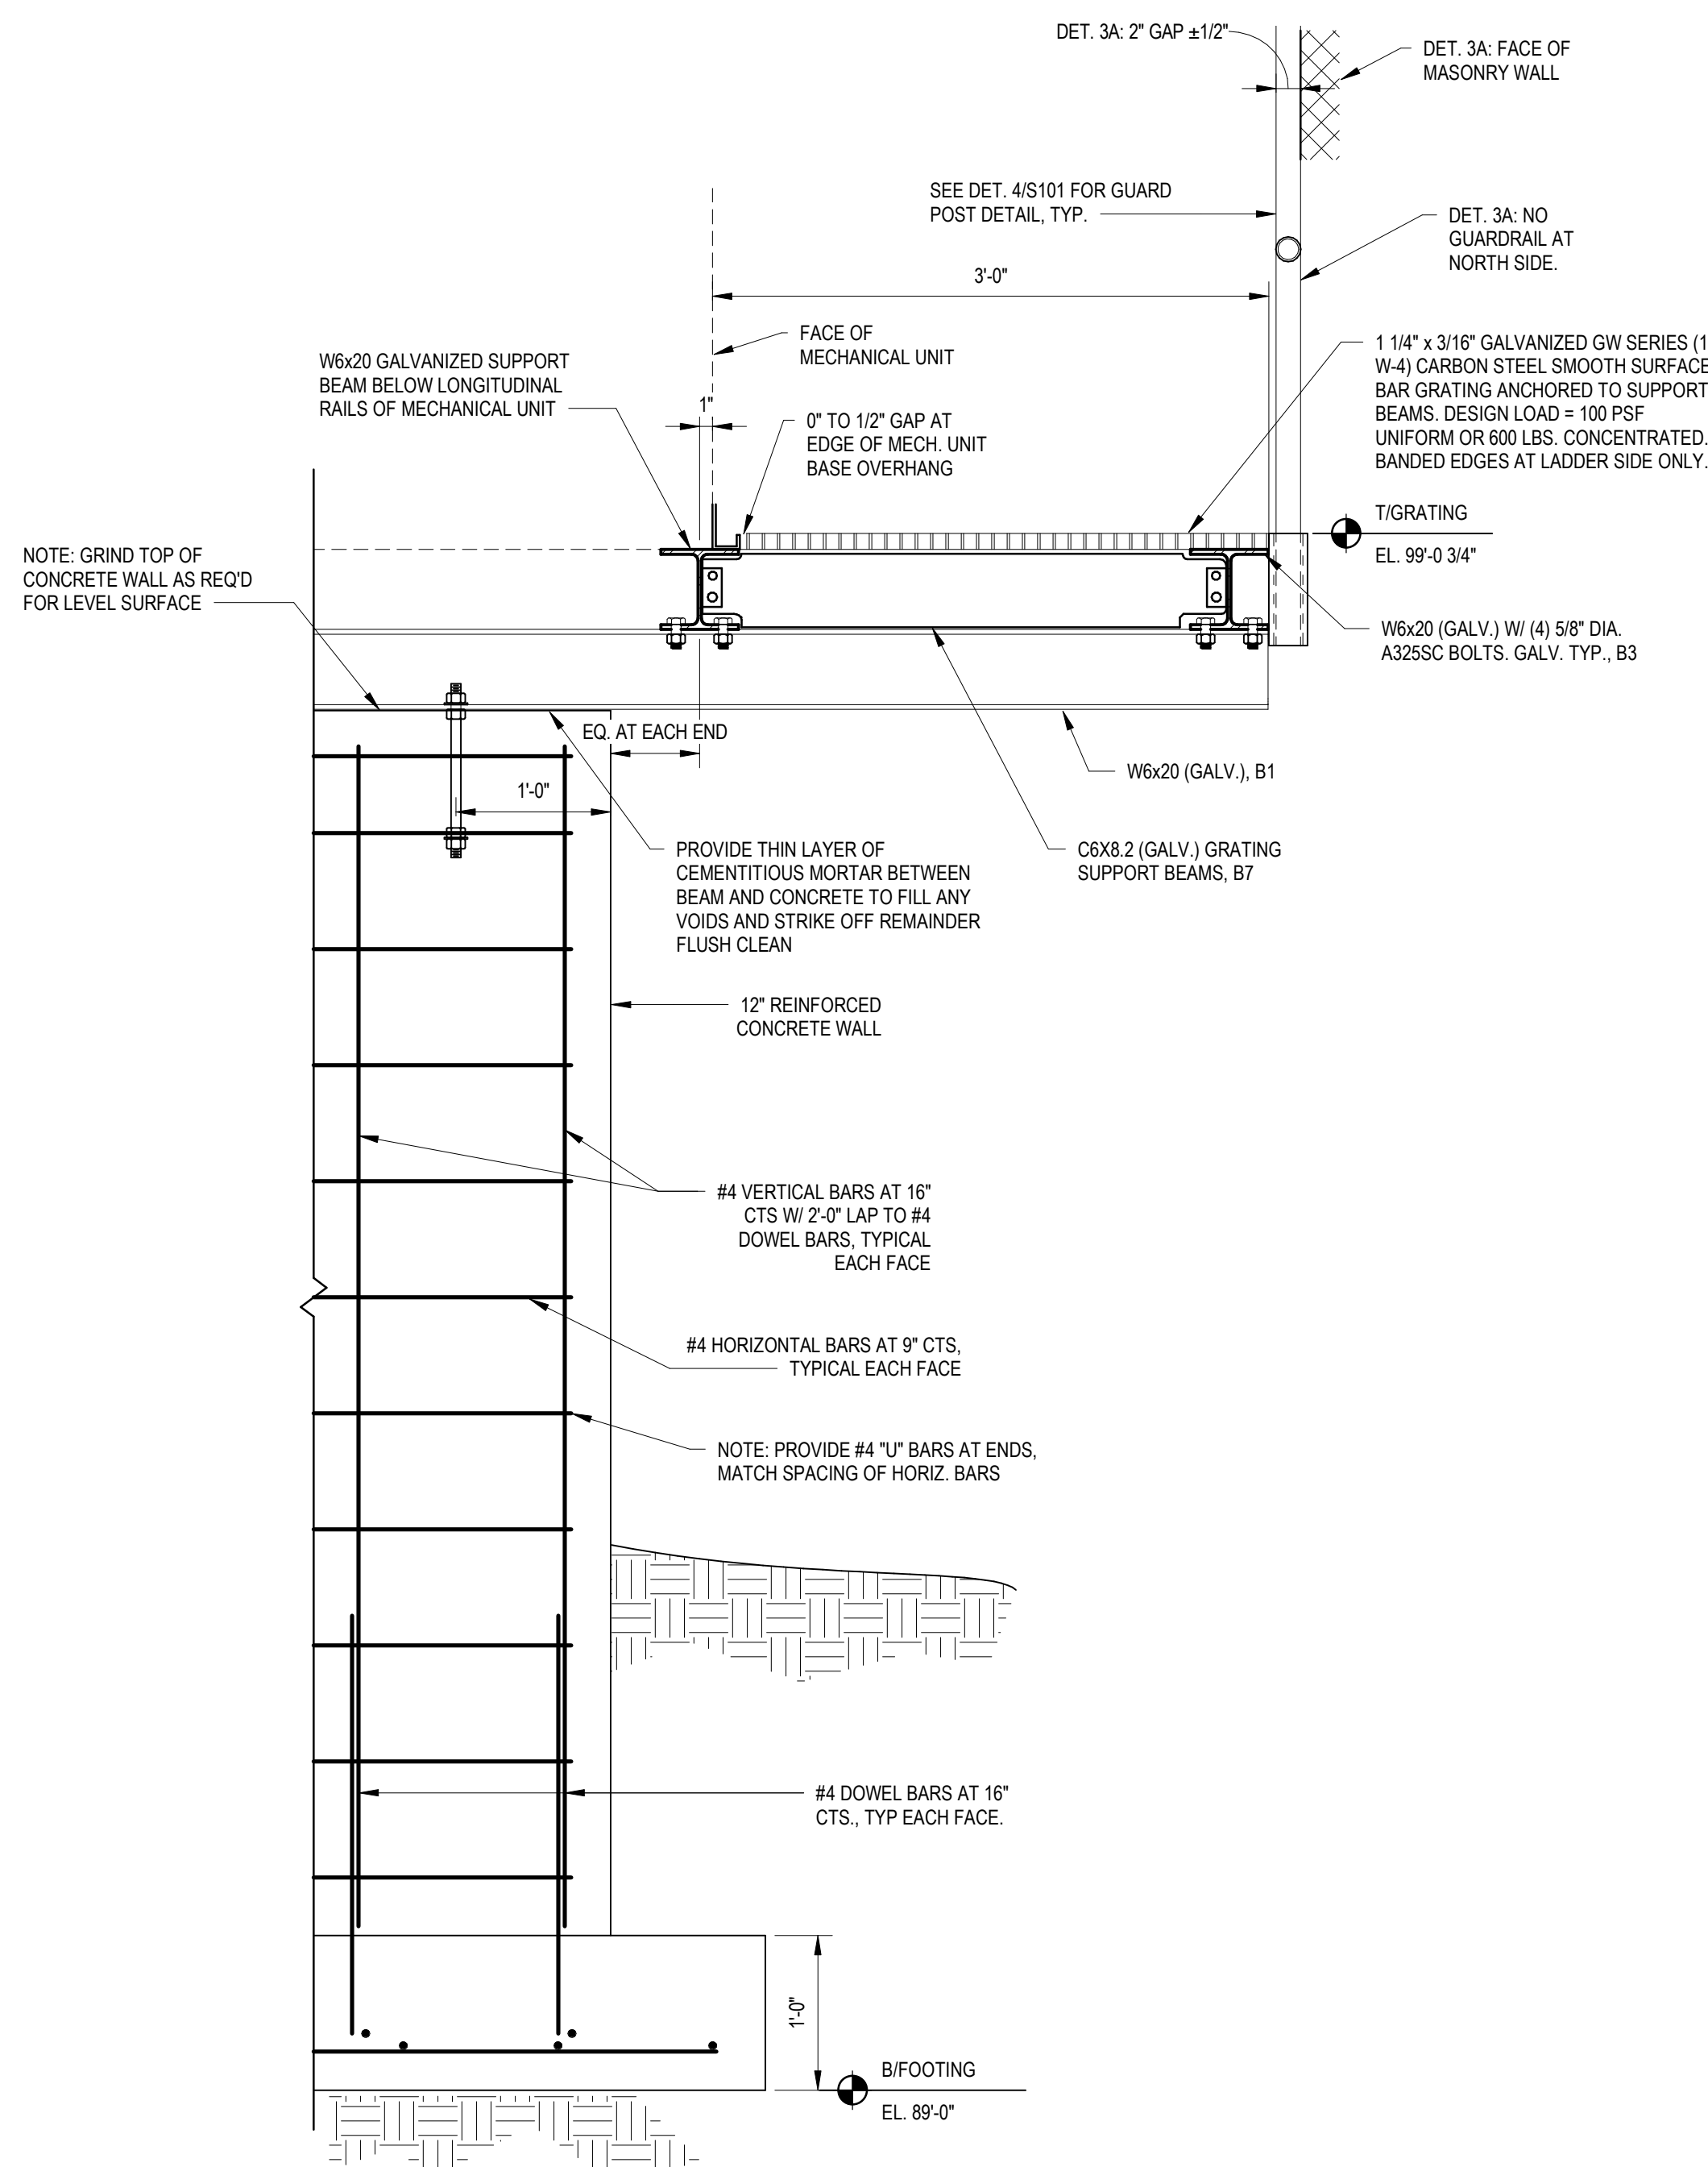 DET. 3A: 2" GAP ±1/2"
DET. 3A: FACE OF
MASONRY WALL
SEE DET. 4/S101 FOR GUARD
POST DETAIL, TYP.
DET. 3A: NO
GUARDRAIL AT
NORTH SIDE.
3'-0"
FACE OF
MECHANICAL UNIT
W6x20 GALVANIZED SUPPORT
BEAM BELOW LONGITUDINAL
RAILS OF MECHANICAL UNIT
1"
0" TO 1/2" GAP AT
EDGE OF MECH. UNIT
BASE OVERHANG
1 1/4" x 3/16" GALVANIZED GW SERIES (1
W-4) CARBON STEEL SMOOTH SURFACE
BAR GRATING ANCHORED TO SUPPORT
BEAMS. DESIGN LOAD = 100 PSF
UNIFORM OR 600 LBS. CONCENTRATED.
BANDED EDGES AT LADDER SIDE ONLY.
T/GRATING
EL. 99'-0 3/4"
NOTE: GRIND TOP OF
CONCRETE WALL AS REQ'D
FOR LEVEL SURFACE
W6x20 (GALV.) W/ (4) 5/8" DIA.
A325SC BOLTS. GALV. TYP., B3
EQ. AT EACH END
W6x20 (GALV.), B1
1'-0"
PROVIDE THIN LAYER OF
CEMENTITIOUS MORTAR BETWEEN
BEAM AND CONCRETE TO FILL ANY
VOIDS AND STRIKE OFF REMAINDER
FLUSH CLEAN
C6X8.2 (GALV.) GRATING
SUPPORT BEAMS, B7
12" REINFORCED
CONCRETE WALL
#4 VERTICAL BARS AT 16"
CTS W/ 2'-0" LAP TO #4
DOWEL BARS, TYPICAL
EACH FACE
#4 HORIZONTAL BARS AT 9" CTS,
TYPICAL EACH FACE
NOTE: PROVIDE #4 "U" BARS AT ENDS,
MATCH SPACING OF HORIZ. BARS
#4 DOWEL BARS AT 16"
CTS., TYP EACH FACE.
1'-0"
B/FOOTING
EL. 89'-0"